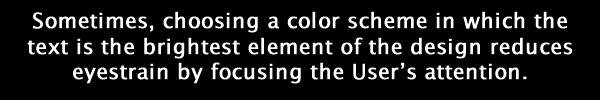 Sometimes, choosing a color scheme in which the
text is the brightest element of the design reduces
eyestrain by focusing the User’s attention.